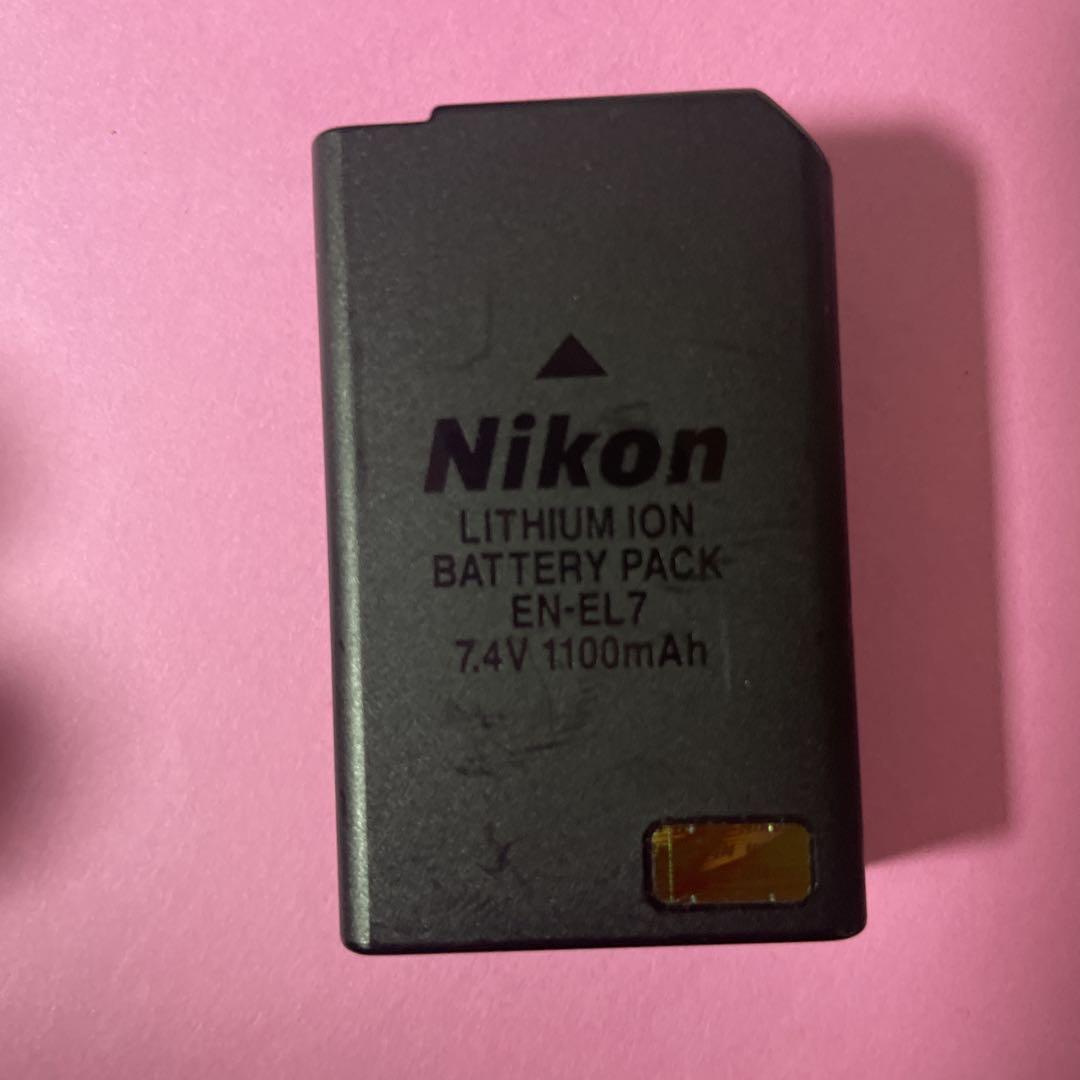 Nikon
LITHIUM ION
BATTERY PACK
EN-EL7
7.4V 1100mAh